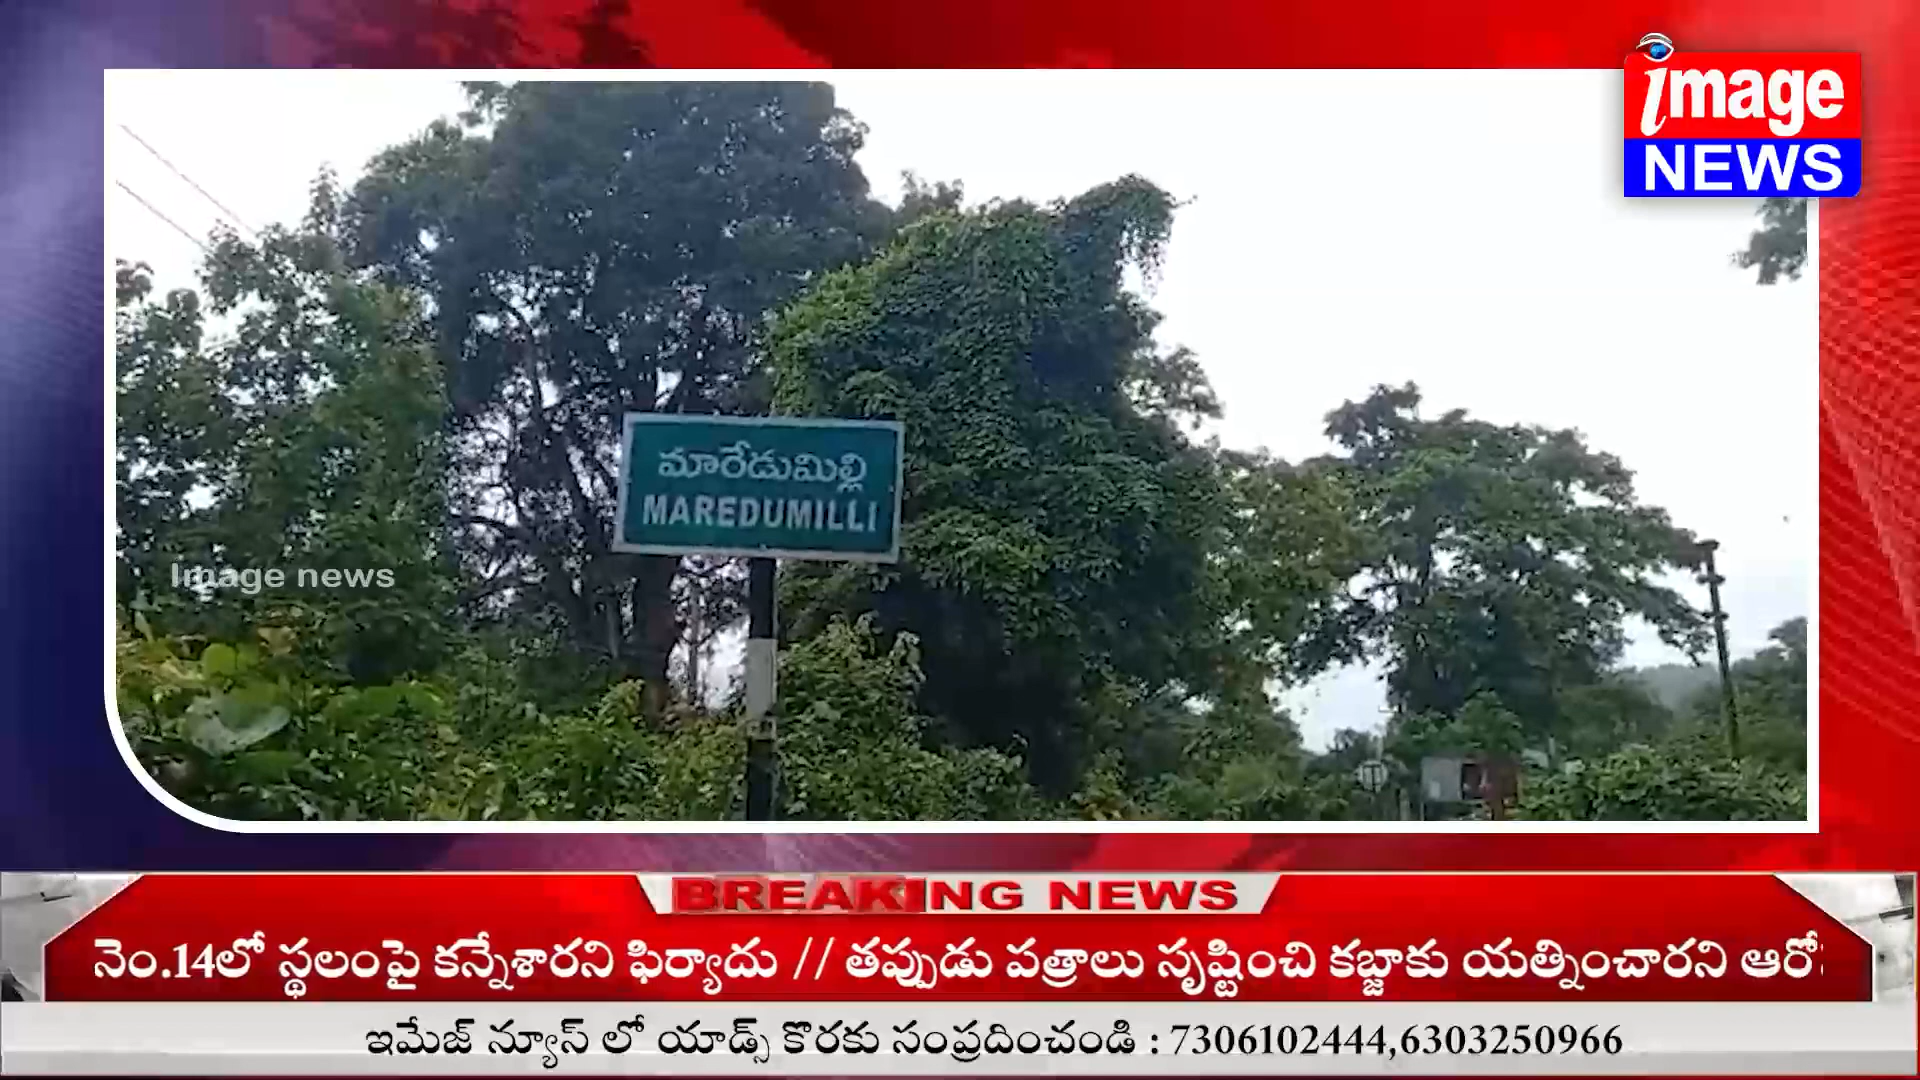 image
NEWS
మారేడుమిల్లి
MAREDUMILLI
Image news
BREAKING NEWS
నెం.14లో స్థలంపై కన్నేశారని ఫిర్యాదు // తప్పుడు పత్రాలు సృష్టించి కబ్జాకు యత్నించారని
ఇమేజ్ న్యూస్ లో యాడ్స్ కొరకు సంప్రదించండి : 7306102444,6303250966